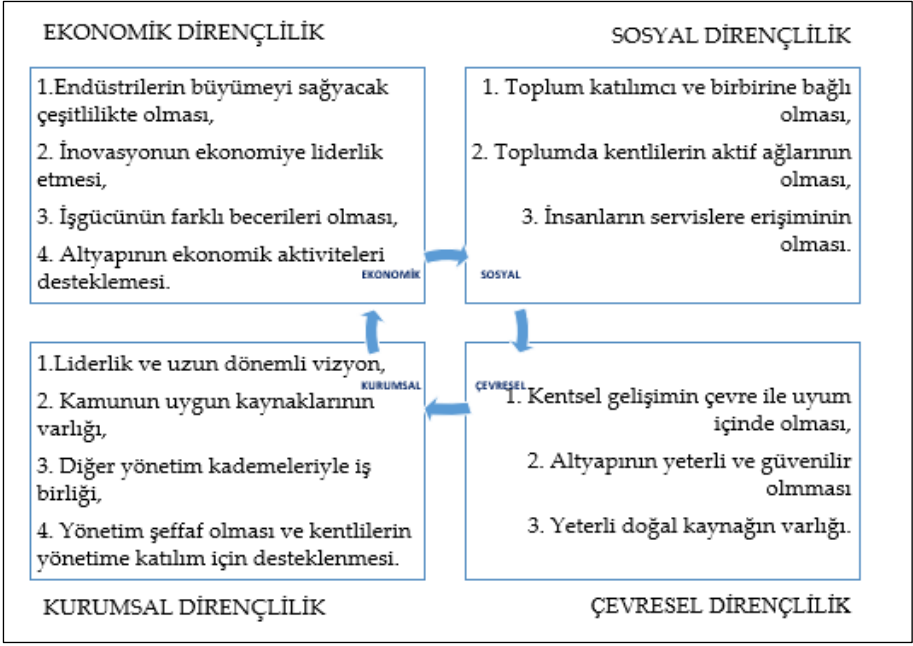 EKONOMİK DİRENÇLİLİK
1.Endüstrilerin büyümeyi sağyacak
çeşitlilikte olması,
2. İnovasyonun ekonomiye liderlik
etmesi,
3. İşgücünün farklı becerileri olması,
4. Altyapının ekonomik aktiviteleri
desteklemesi.
EKONOMİK
SOSYAL DİRENÇLİLİK
1. Toplum katılımcı ve birbirine bağlı
olması,
2. Toplumda kentlilerin aktif ağlarının
olması,
3. İnsanların servislere erişiminin
olması.
SOSYAL
1.Liderlik ve uzun dönemli vizyon,
KURUMSAL
2. Kamunun uygun kaynaklarının
varlığı,
3. Diğer yönetim kademeleriyle iş
birliği,
4. Yönetim şeffaf olması ve kentlilerin
yönetime katılım için desteklenmesi.
KURUMSAL DİRENÇLİLİK
ÇEVRESEL
1. Kentsel gelişimin çevre ile uyum
içinde olması,
2. Altyapının yeterli ve güvenilir
olmması
3. Yeterli doğal kaynağın varlığı.
ÇEVRESEL DİRENÇLİLİK